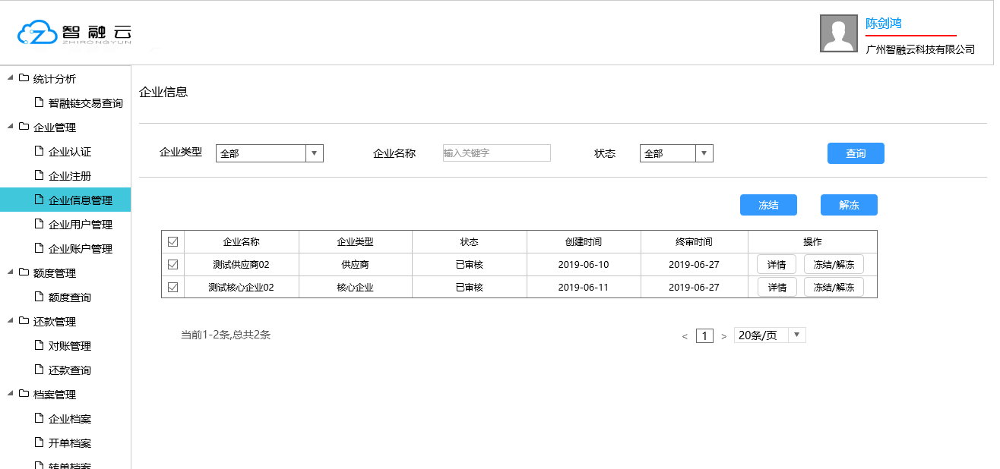 智融云
ZHIRONGYUN
陈剑鸿
广州智融云科技有限公司
统计分析
智融链交易查询
企业管理
企业认证
企业注册
企业信息管理
企业用户管理
企业账户管理
额度管理
额度查询
还款管理
对账管理
还款查询
档案管理
企业档案
开单档案
转单档案
企业信息
企业类型 全部 企业名称 输入关键字 状态 全部 查询
冻结 解冻
企业名称 企业类型 状态 创建时间 终审时间 操作
测试供应商02 供应商 已审核 2019-06-10 2019-06-27 详情 冻结/解冻
测试核心企业02 核心企业 已审核 2019-06-11 2019-06-27 详情 冻结/解冻
当前1-2条,总共2条 < 1 > 20条/页